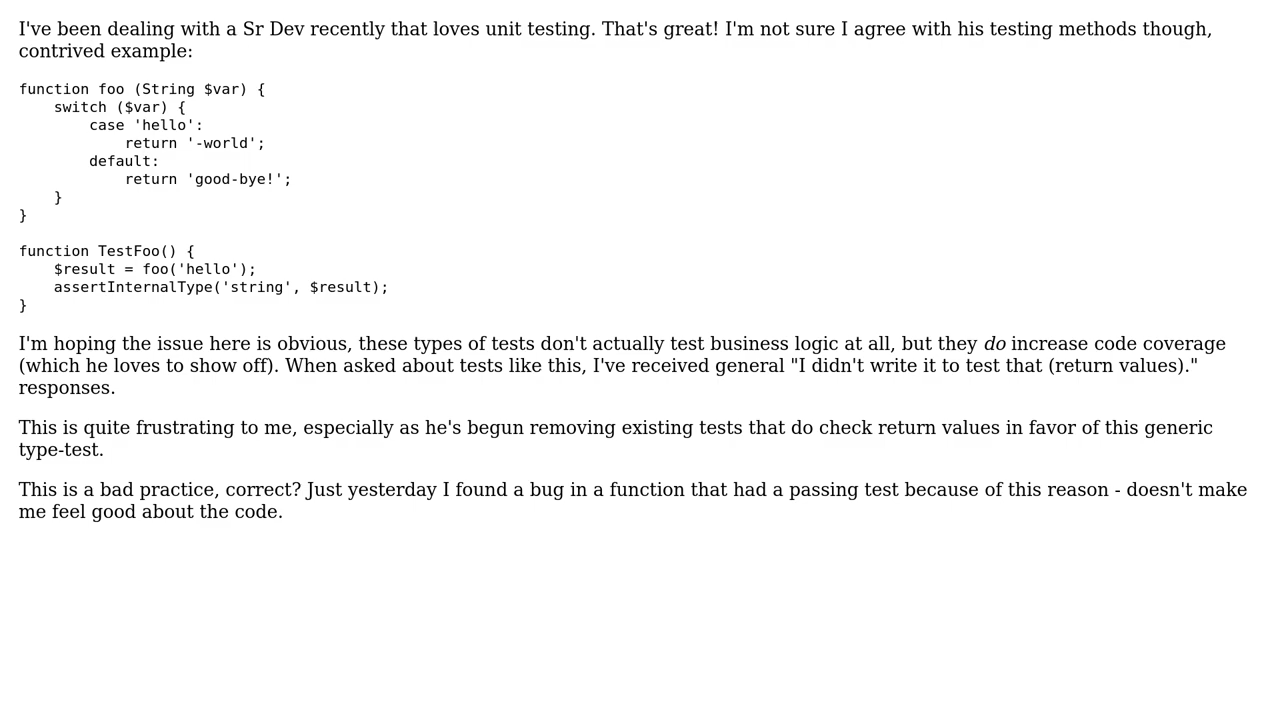 I've been dealing with a Sr Dev recently that loves unit testing. That's great! I'm not sure I agree with his testing methods though,
contrived example:
function foo (String $var) {
    switch ($var) {
        case 'hello':
            return '-world';
        default:
            return 'good-bye!';
    }
}

function TestFoo() {
    $result = foo('hello');
    assertInternalType('string', $result);
}
I'm hoping the issue here is obvious, these types of tests don't actually test business logic at all, but they do increase code coverage
(which he loves to show off). When asked about tests like this, I've received general "I didn't write it to test that (return values)."
responses.
This is quite frustrating to me, especially as he's begun removing existing tests that do check return values in favor of this generic
type-test.
This is a bad practice, correct? Just yesterday I found a bug in a function that had a passing test because of this reason - doesn't make
me feel good about the code.